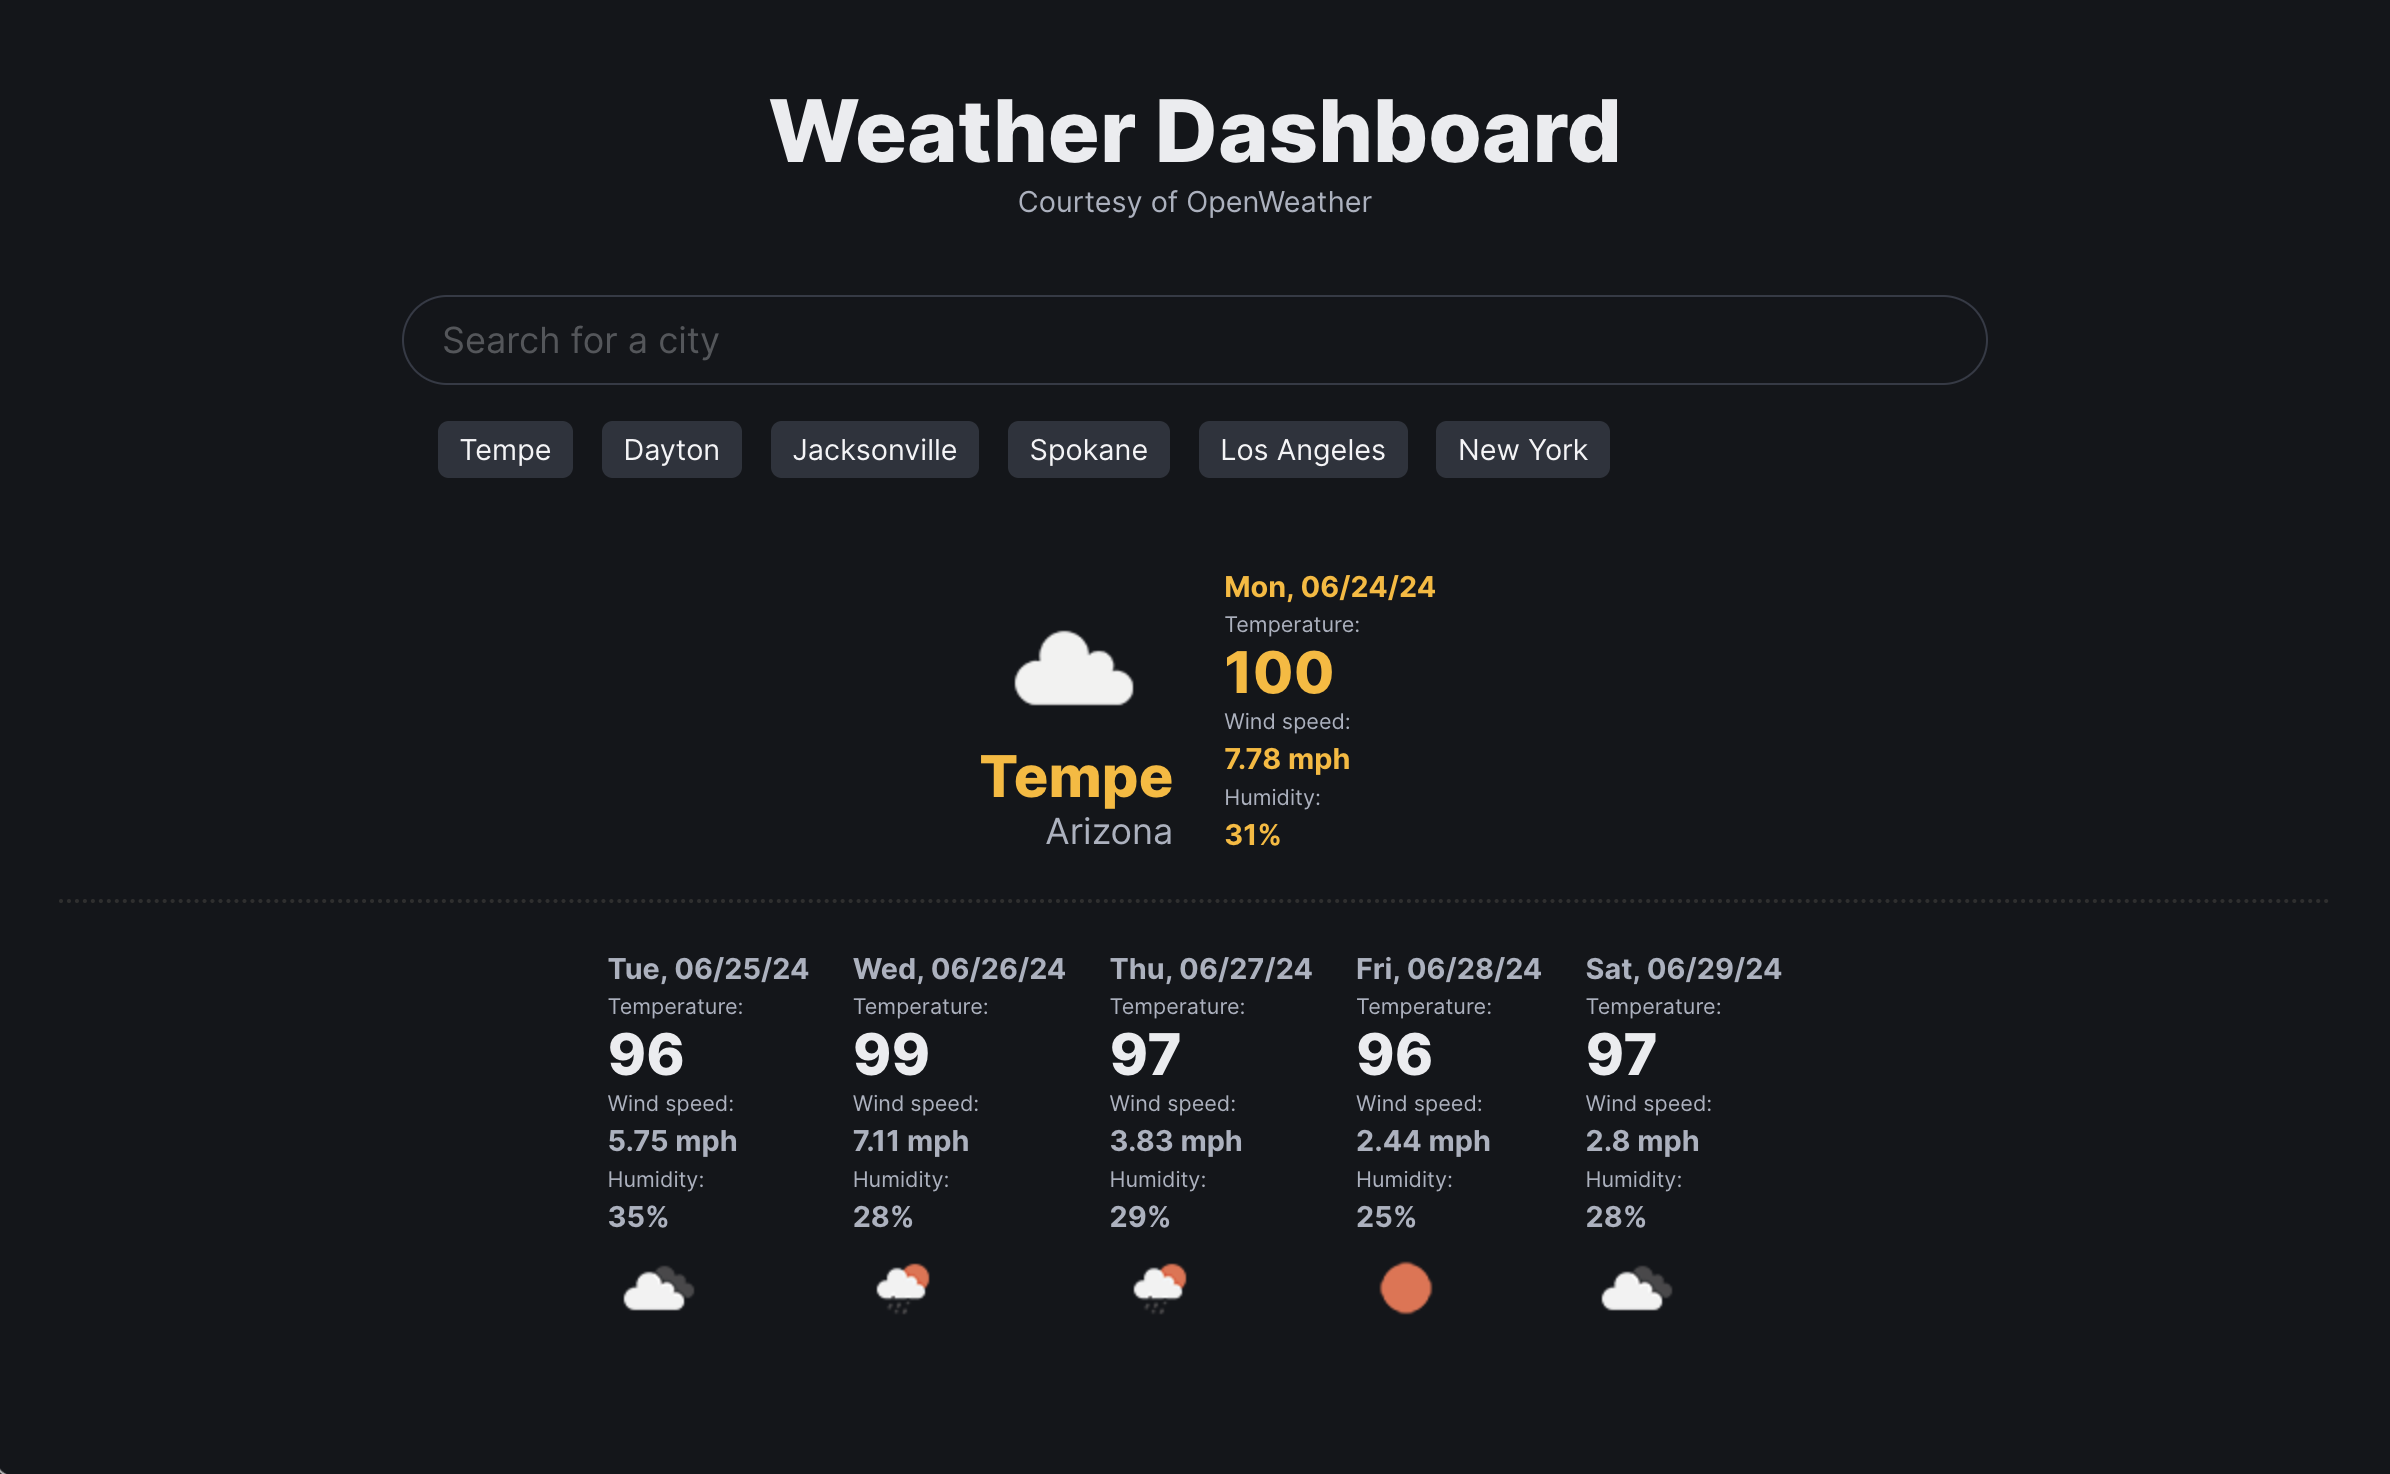 Weather Dashboard
Courtesy of OpenWeather
Search for a city
Tempe Dayton Jacksonville Spokane Los Angeles New York
Tempe
Arizona
Mon, 06/24/24
Temperature:
100
Wind speed:
7.78 mph
Humidity:
31%
Tue, 06/25/24
Temperature:
96
Wind speed:
5.75 mph
Humidity:
35%
Wed, 06/26/24
Temperature:
99
Wind speed:
7.11 mph
Humidity:
28%
Thu, 06/27/24
Temperature:
97
Wind speed:
3.83 mph
Humidity:
29%
Fri, 06/28/24
Temperature:
96
Wind speed:
2.44 mph
Humidity:
25%
Sat, 06/29/24
Temperature:
97
Wind speed:
2.8 mph
Humidity:
28%